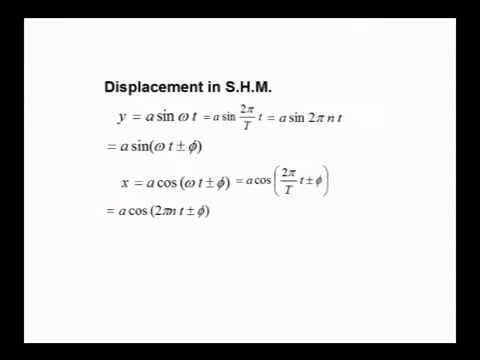 Displacement in S.H.M.
y = a sin ω t = a sin 2π/T t = a sin 2π n t
= a sin(ω t ± ϕ)
x = a cos (ω t ± ϕ) = a cos (2π/T t ± ϕ)
= a cos (2πn t ± ϕ)